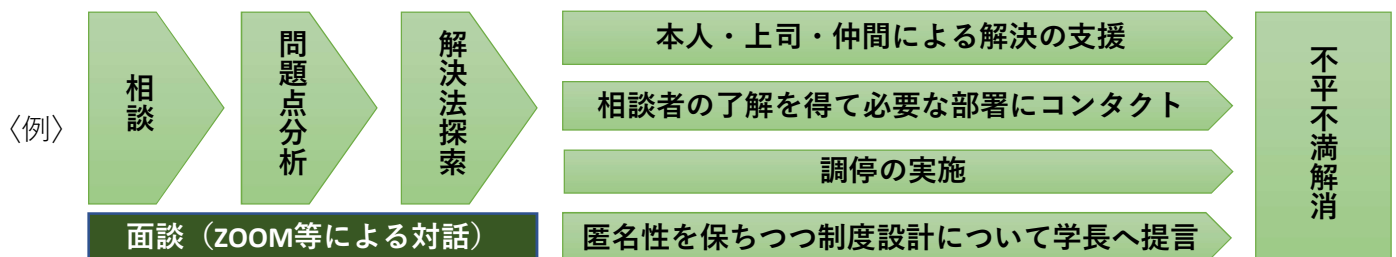 〈例〉
相談
問題点分析
解決法探索
面談（ZOOM等による対話）
本人・上司・仲間による解決の支援
相談者の了解を得て必要な部署にコンタクト
調停の実施
匿名性を保ちつつ制度設計について学長へ提言
不平不満解消